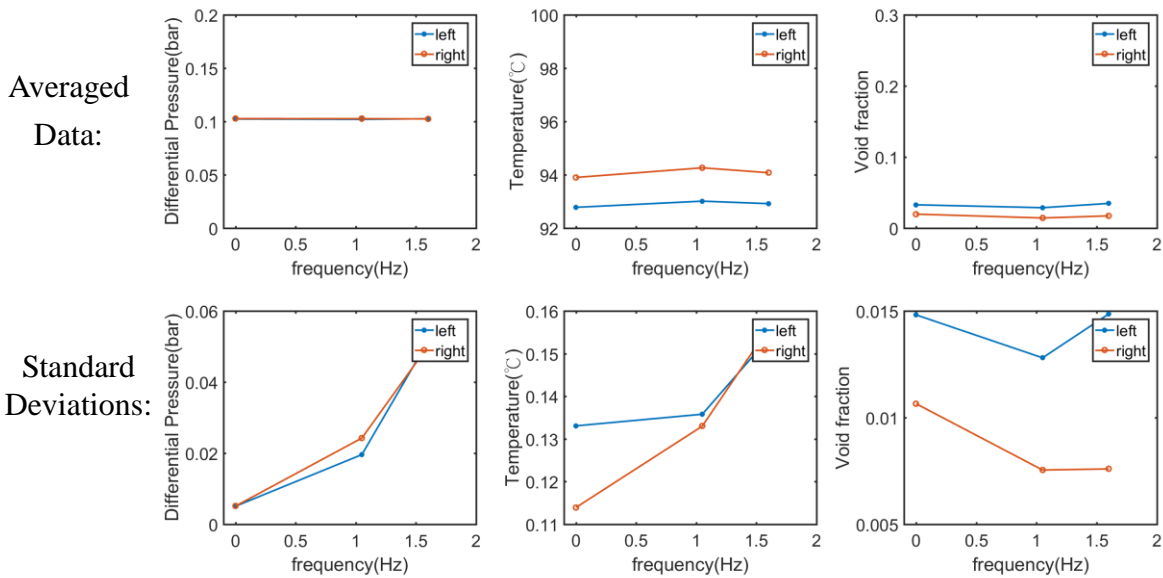 Averaged
Data:
Differential Pressure(bar)
0.2
0.15
0.1
0.05
0
left
right
0 0.5 1 1.5 2
frequency(Hz)
Temperature(℃)
100
98
96
94
92
left
right
0 0.5 1 1.5 2
frequency(Hz)
Void fraction
0.3
0.2
0.1
0
left
right
0 0.5 1 1.5 2
frequency(Hz)
Standard
Deviations:
Differential Pressure(bar)
0.06
0.04
0.02
0
left
right
0 0.5 1 1.5 2
frequency(Hz)
Temperature(℃)
0.16
0.15
0.14
0.13
0.12
0.11
left
right
0 0.5 1 1.5 2
frequency(Hz)
Void fraction
0.015
0.01
0.005
left
right
0 0.5 1 1.5 2
frequency(Hz)